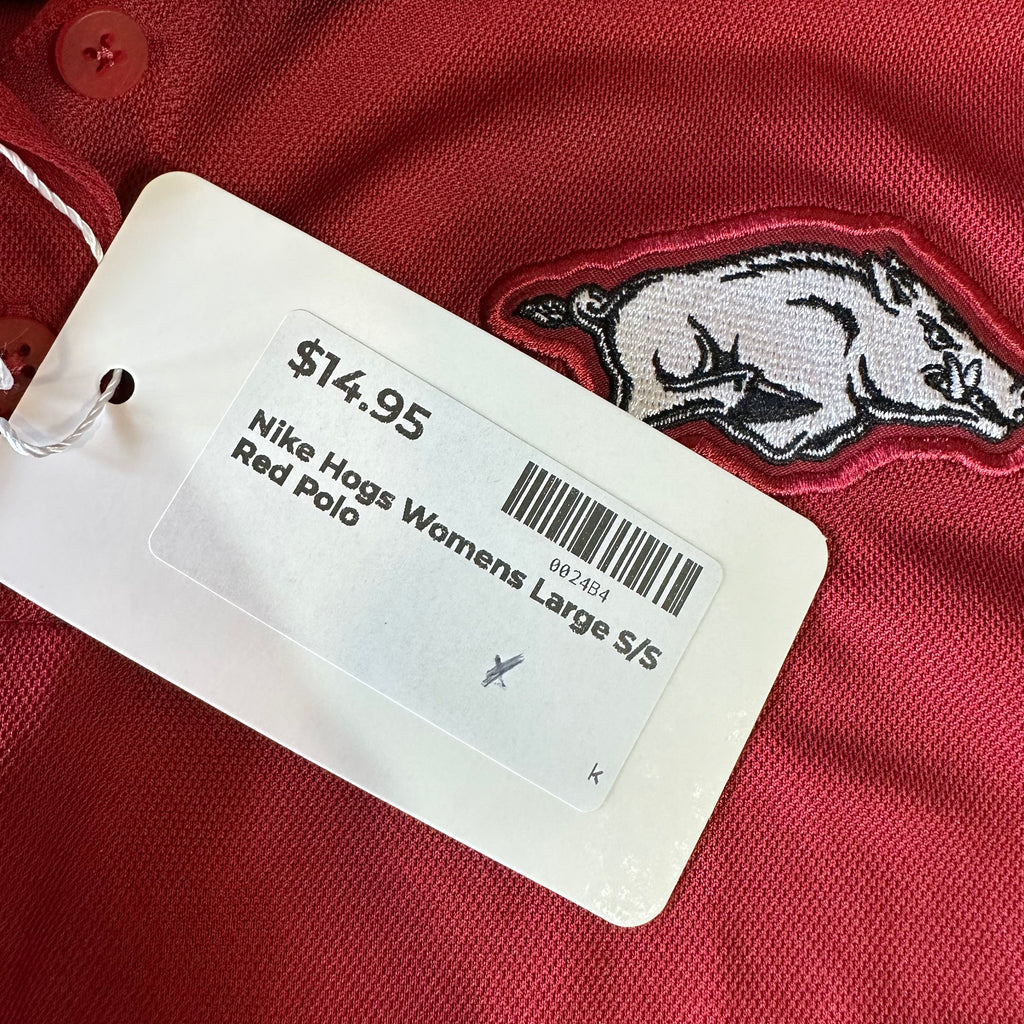 $14.95
Nike Hogs Womens Large S/S
Red Polo
0024B4
X
K